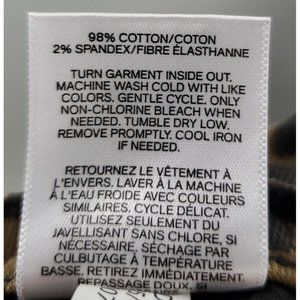 98% COTTON/COTON
2% SPANDEX/FIBRE ÉLASTHANNE
TURN GARMENT INSIDE OUT.
MACHINE WASH COLD WITH LIKE
COLORS. GENTLE CYCLE. ONLY
NON-CHLORINE BLEACH WHEN
NEEDED. TUMBLE DRY LOW.
REMOVE PROMPTLY. COOL IRON
IF NEEDED.
RETOURNEZ LE VÊTEMENT À
L'ENVERS. LAVER À LA MACHINE
À L'EAU FROIDE AVEC COULEURS
SIMILAIRES. CYCLE DÉLICAT.
UTILISEZ SEULEMENT DU
JAVELLISANT SANS CHLORE, SI
NÉCESSAIRE. SÉCHAGE PAR
CULBUTAGE À TEMPÉRATURE
BASSE. RETIREZ IMMÉDIATEMENT.
REPASSAGE DOUX, SI